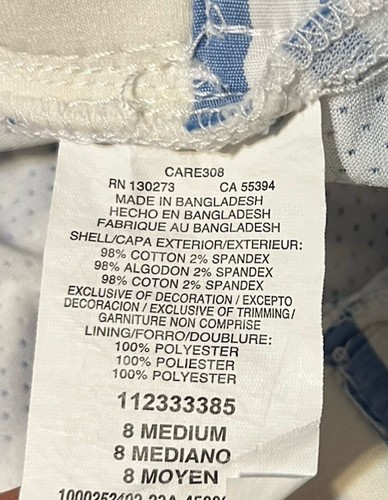 CARE308
RN 130273 CA 55394
MADE IN BANGLADESH
HECHO EN BANGLADESH
FABRIQUE AU BANGLADESH
SHELL/CAPA EXTERIOR/EXTERIEUR:
98% COTTON 2% SPANDEX
98% ALGODON 2% SPANDEX
98% COTON 2% SPANDEX
EXCLUSIVE OF DECORATION / EXCEPTO
DECORACION / EXCLUSIVE OF TRIMMING/
GARNITURE NON COMPRISE
LINING/FORRO/DOUBLURE:
100% POLYESTER
100% POLIESTER
100% POLYESTER
112333385
8 MEDIUM
8 MEDIANO
8 MOYEN